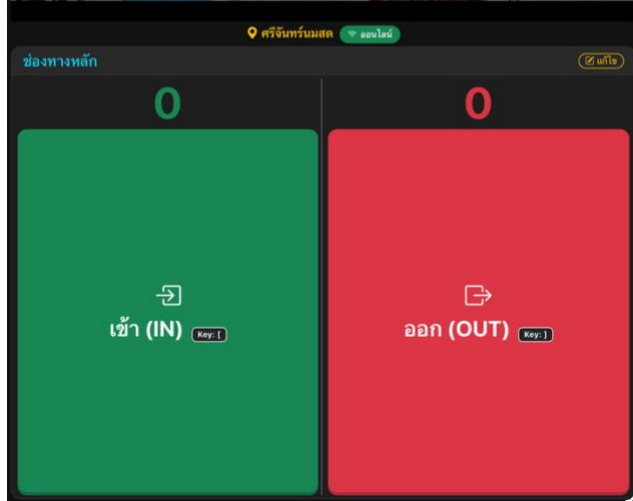 ศรีจันทร์นมสด ออนไลน์
ช่องทางหลัก แก้ไข
0 0
เข้า (IN) Key: [ ออก (OUT) Key: ]